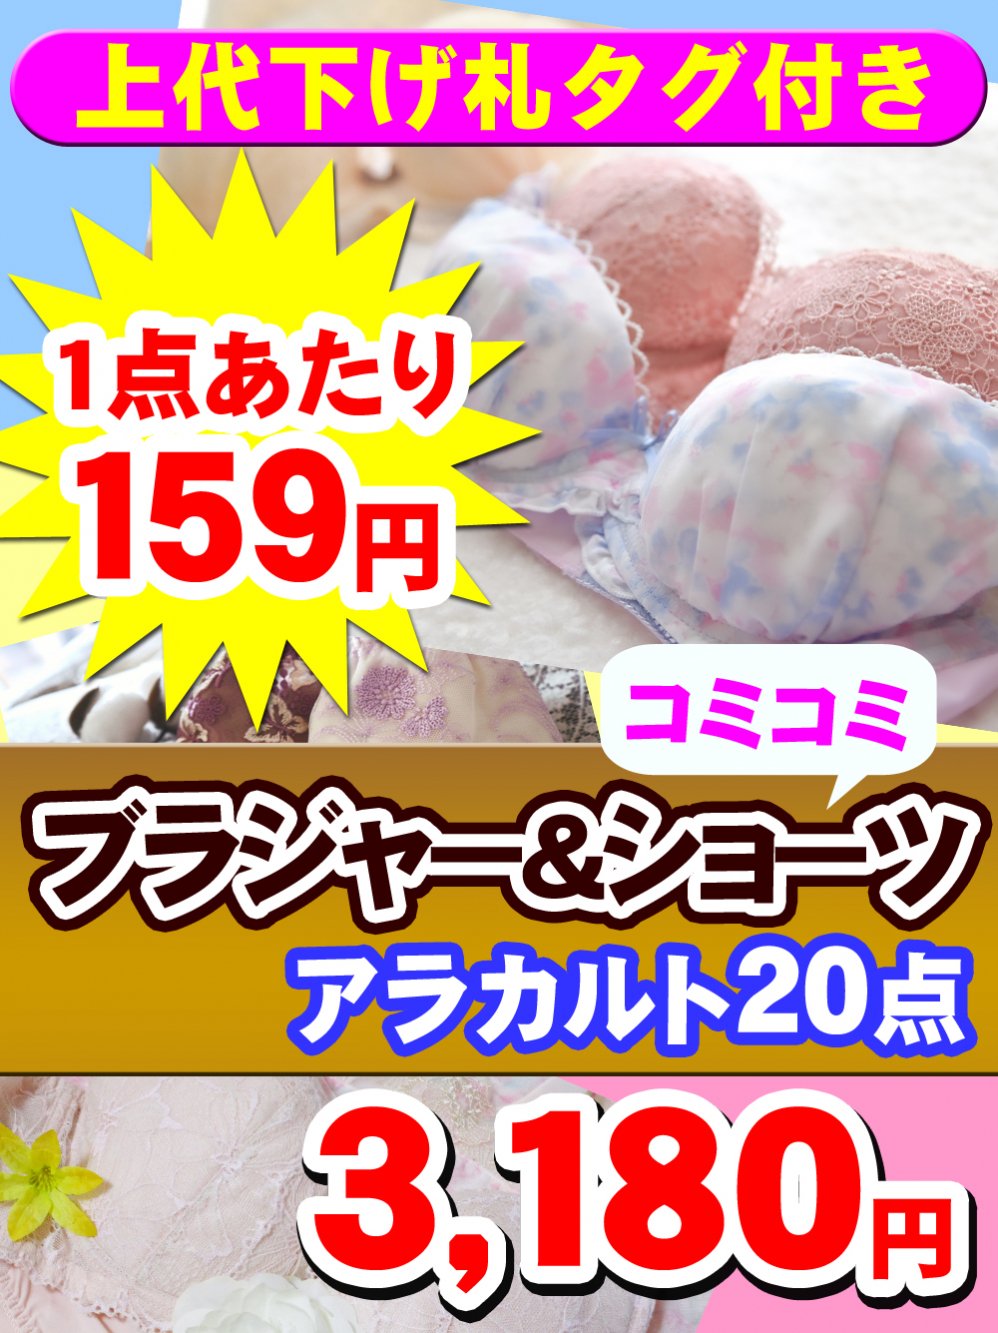 上代下げ札タグ付き
1点あたり
159円
コミコミ
ブラジャー&ショーツ
アラカルト20点
3,180円